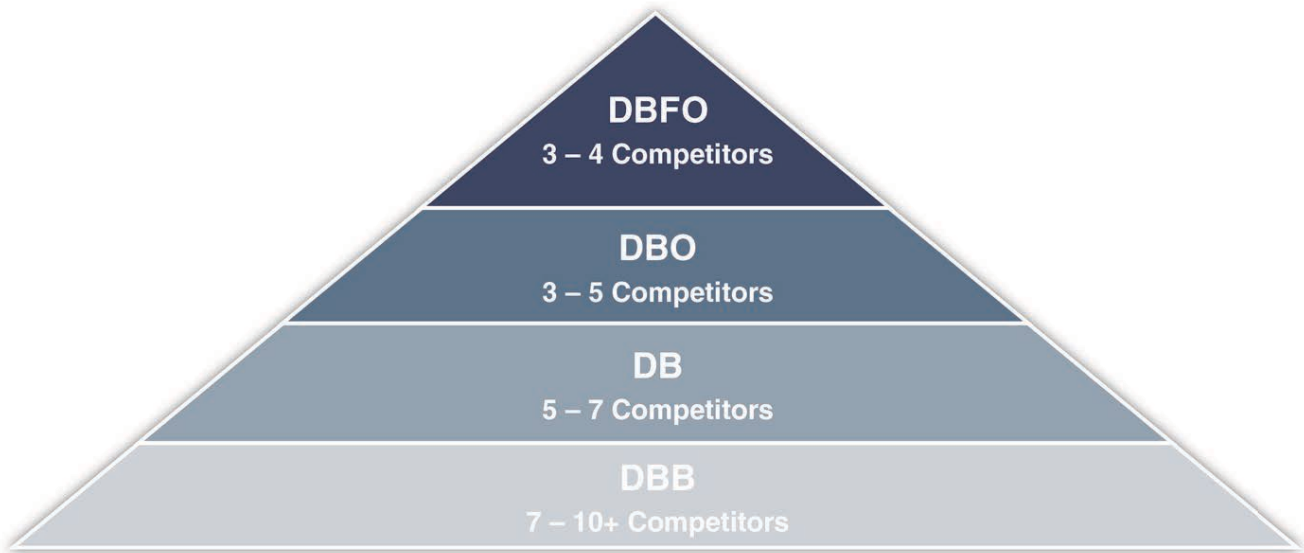 DBFO
3 – 4 Competitors
DBO
3 – 5 Competitors
DB
5 – 7 Competitors
DBB
7 – 10+ Competitors